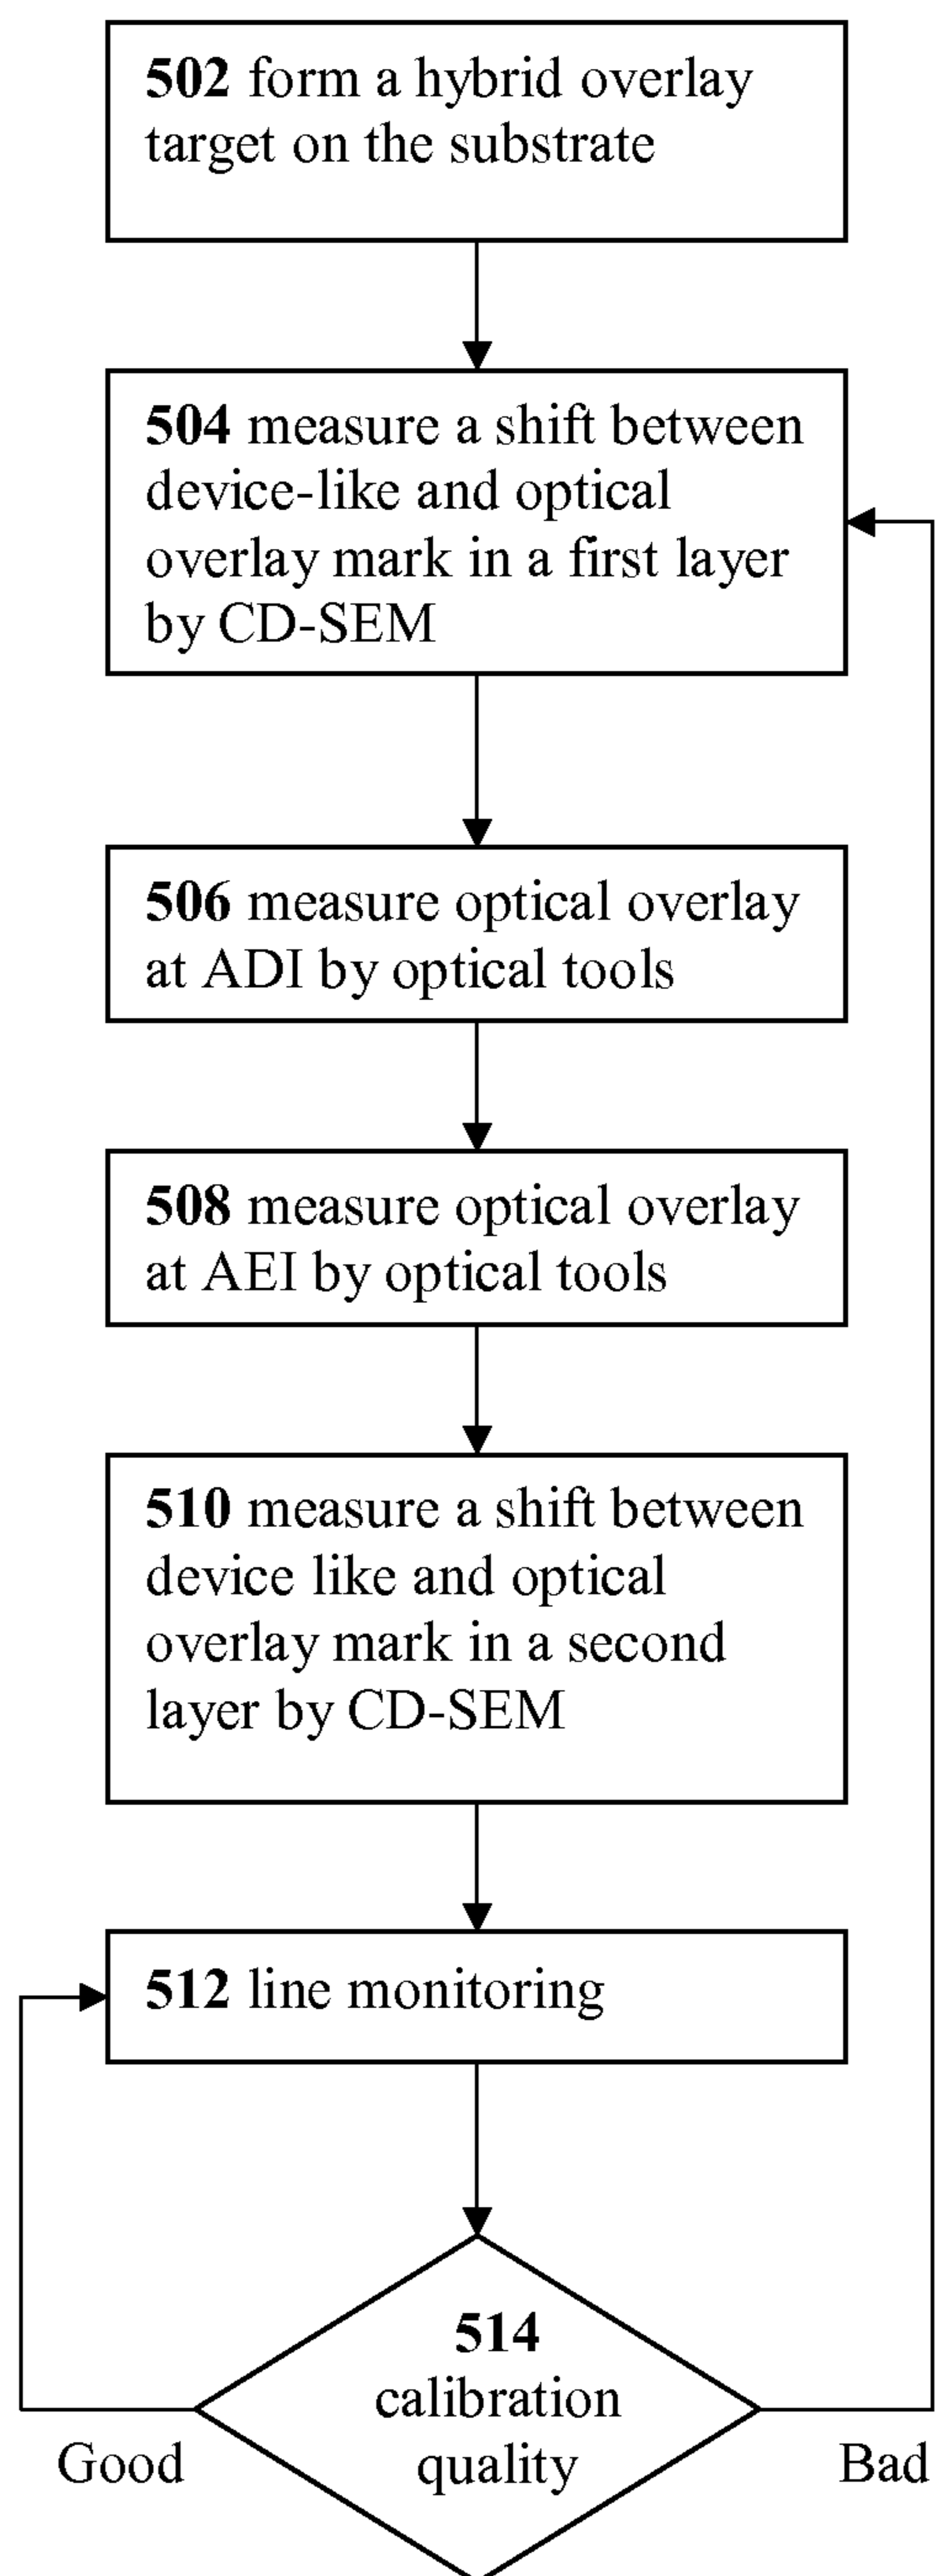 502 form a hybrid overlay
target on the substrate
504 measure a shift between
device-like and optical
overlay mark in a first layer
by CD-SEM
506 measure optical overlay
at ADI by optical tools
508 measure optical overlay
at AEI by optical tools
510 measure a shift between
device like and optical
overlay mark in a second
layer by CD-SEM
512 line monitoring
514
calibration
quality
Good
Bad